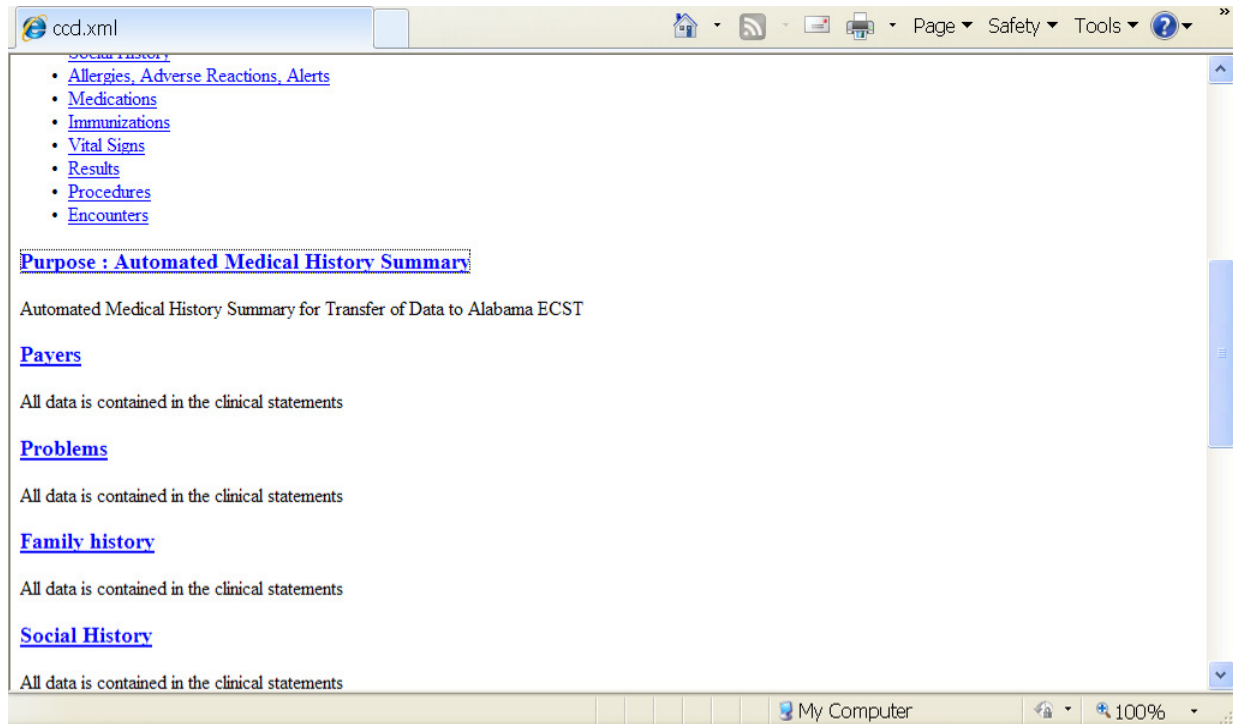 ccd.xml
Page Safety Tools
Social History
Allergies, Adverse Reactions, Alerts
Medications
Immunizations
Vital Signs
Results
Procedures
Encounters
Purpose : Automated Medical History Summary
Automated Medical History Summary for Transfer of Data to Alabama ECST
Payers
All data is contained in the clinical statements
Problems
All data is contained in the clinical statements
Family history
All data is contained in the clinical statements
Social History
All data is contained in the clinical statements
My Computer 100%